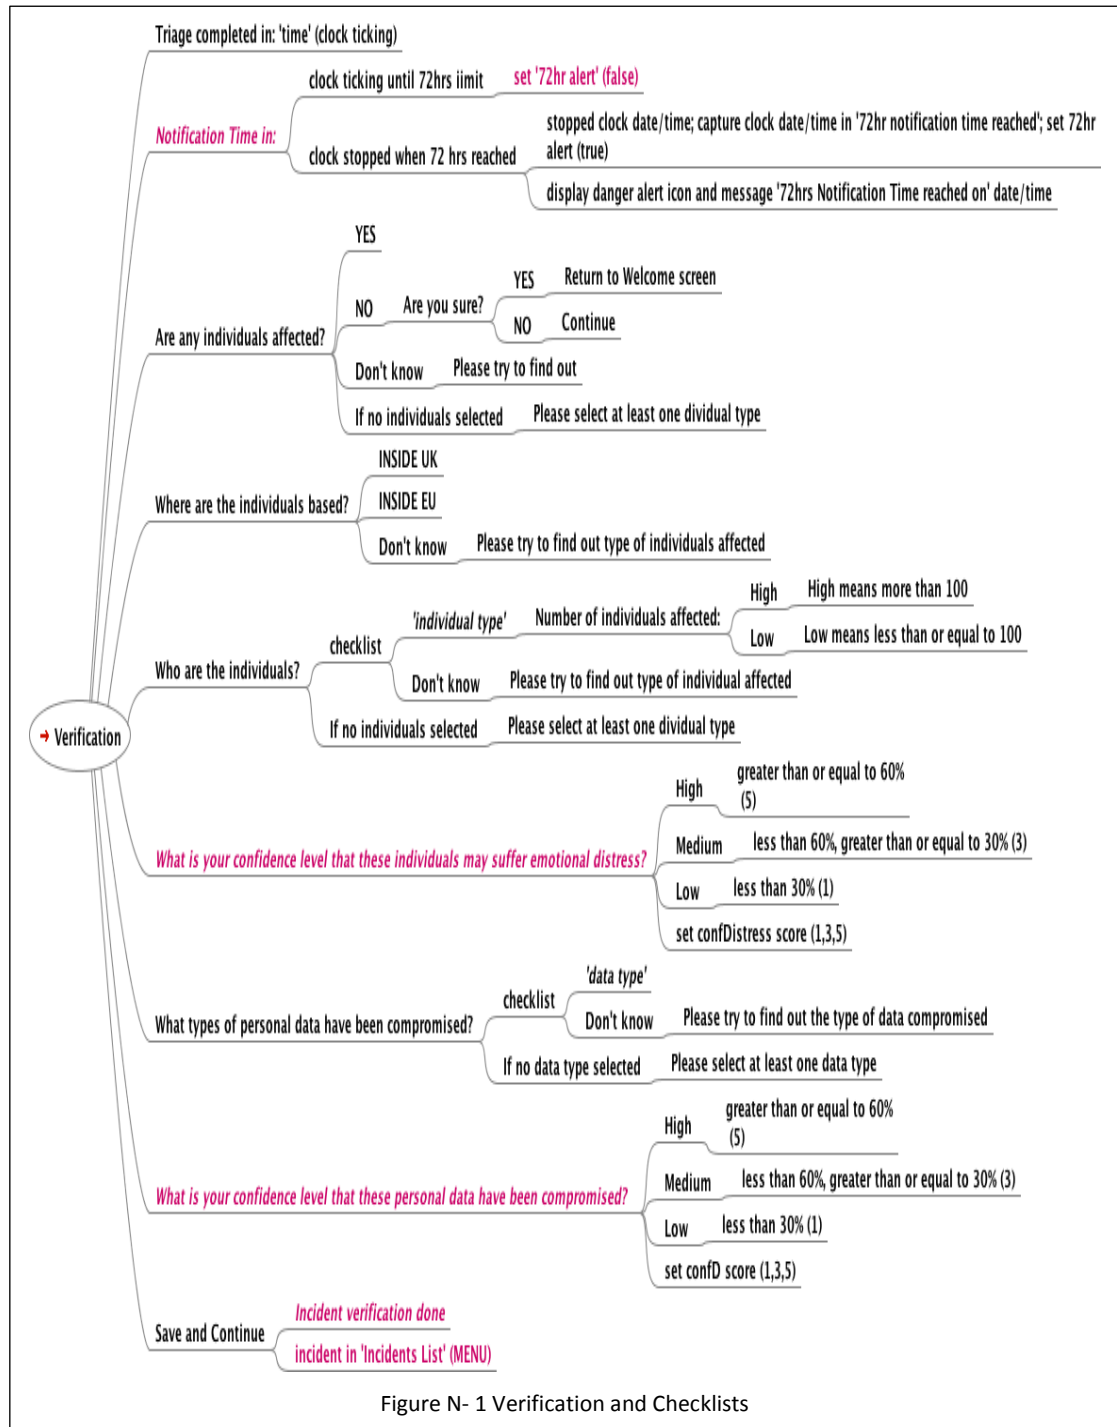 Triage completed in: 'time' (clock ticking)
clock ticking until 72hrs iimit
set '72hr alert' (false)
Notification Time in:
clock stopped when 72 hrs reached
stopped clock date/time; capture clock date/time in '72hr notification time reached'; set 72hr
alert (true)
display danger alert icon and message '72hrs Notification Time reached on' date/time
Are any individuals affected?
YES
NO
Are you sure?
YES
Return to Welcome screen
NO
Continue
Don't know
Please try to find out
If no individuals selected
Please select at least one dividual type
Where are the individuals based?
INSIDE UK
INSIDE EU
Don't know
Please try to find out type of individuals affected
Who are the individuals?
checklist
'individual type'
Number of individuals affected:
High
High means more than 100
Low
Low means less than or equal to 100
Don't know
Please try to find out type of individual affected
If no individuals selected
Please select at least one dividual type
Verification
What is your confidence level that these individuals may suffer emotional distress?
High
greater than or equal to 60%
(5)
Medium
less than 60%, greater than or equal to 30% (3)
Low
less than 30% (1)
set confDistress score (1,3,5)
What types of personal data have been compromised?
checklist
'data type'
Don't know
Please try to find out the type of data compromised
If no data type selected
Please select at least one data type
What is your confidence level that these personal data have been compromised?
High
greater than or equal to 60%
(5)
Medium
less than 60%, greater than or equal to 30% (3)
Low
less than 30% (1)
set confD score (1,3,5)
Save and Continue
Incident verification done
incident in 'Incidents List' (MENU)
Figure N- 1 Verification and Checklists